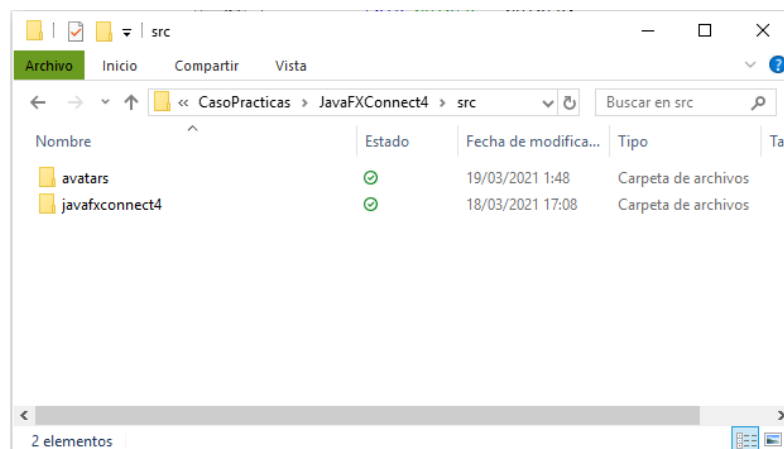 src
Archivo Inicio Compartir Vista
« CasoPracticas > JavaFXConnect4 > src Buscar en src
Nombre Estado Fecha de modifica... Tipo Ta
avatars 19/03/2021 1:48 Carpeta de archivos
javafxconnect4 18/03/2021 17:08 Carpeta de archivos
2 elementos